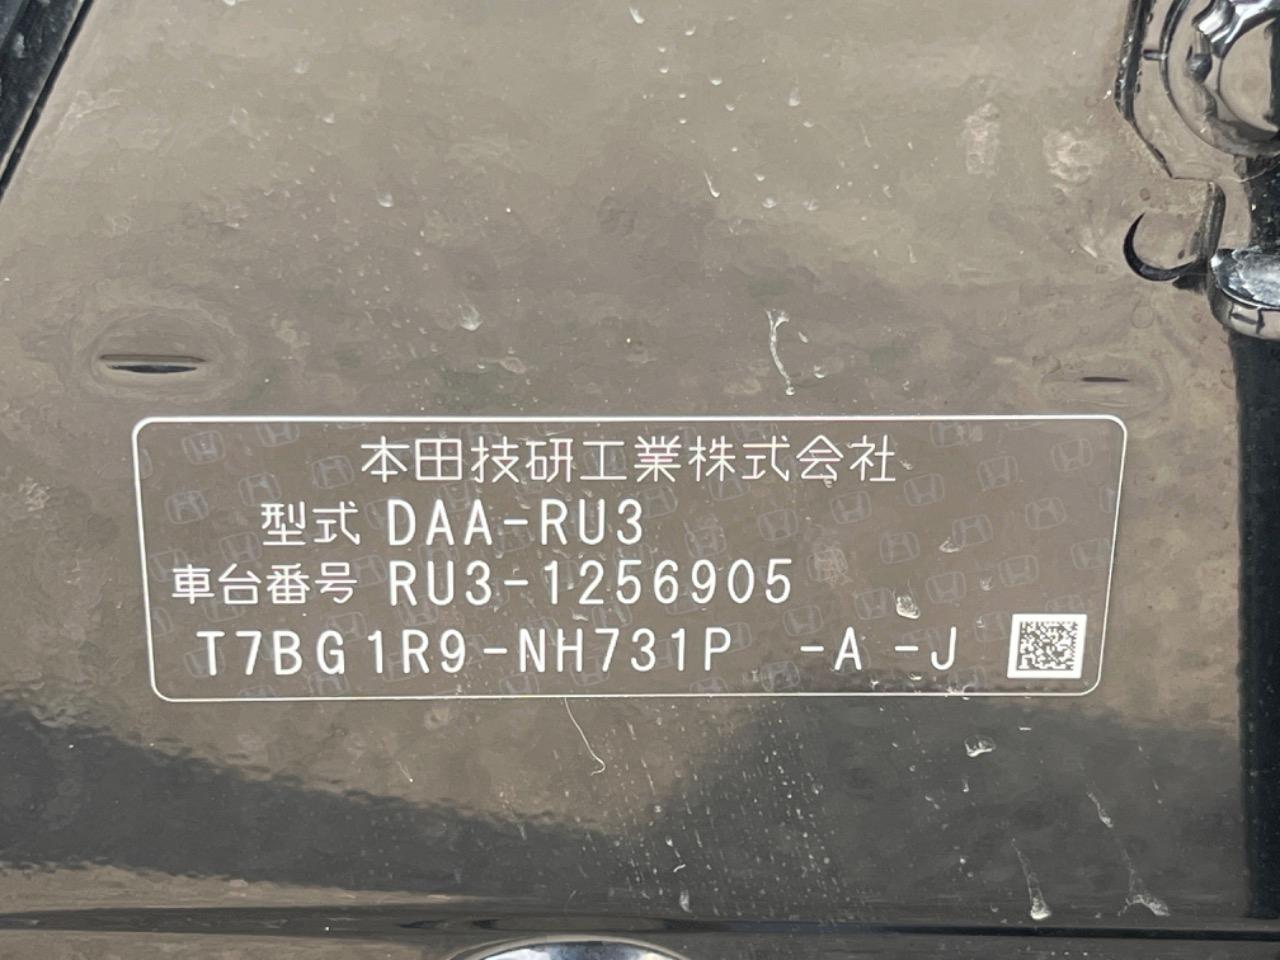 本田技研工業株式会社
型式 DAA-RU3
車台番号 RU3-1256905
T7BG1R9-NH731P -A -J